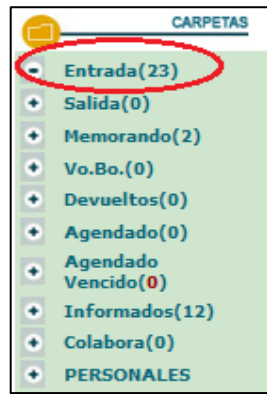 CARPETAS
Entrada(23)
Salida(0)
Memorando(2)
Vo.Bo.(0)
Devueltos(0)
Agendado(0)
Agendado
Vencido(0)
Informados(12)
Colabora(0)
PERSONALES